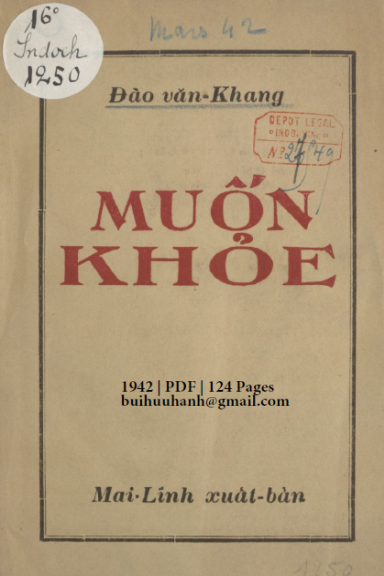 16°
Indoch
1250
Mars 42
Đào văn-Khang
DEPOT LEGAL
INDOCHINE
MUỐN
KHỎE
1942 | PDF | 124 Pages
buihuuhanh@gmail.com
Mai-Lĩnh xuất-bản
1250